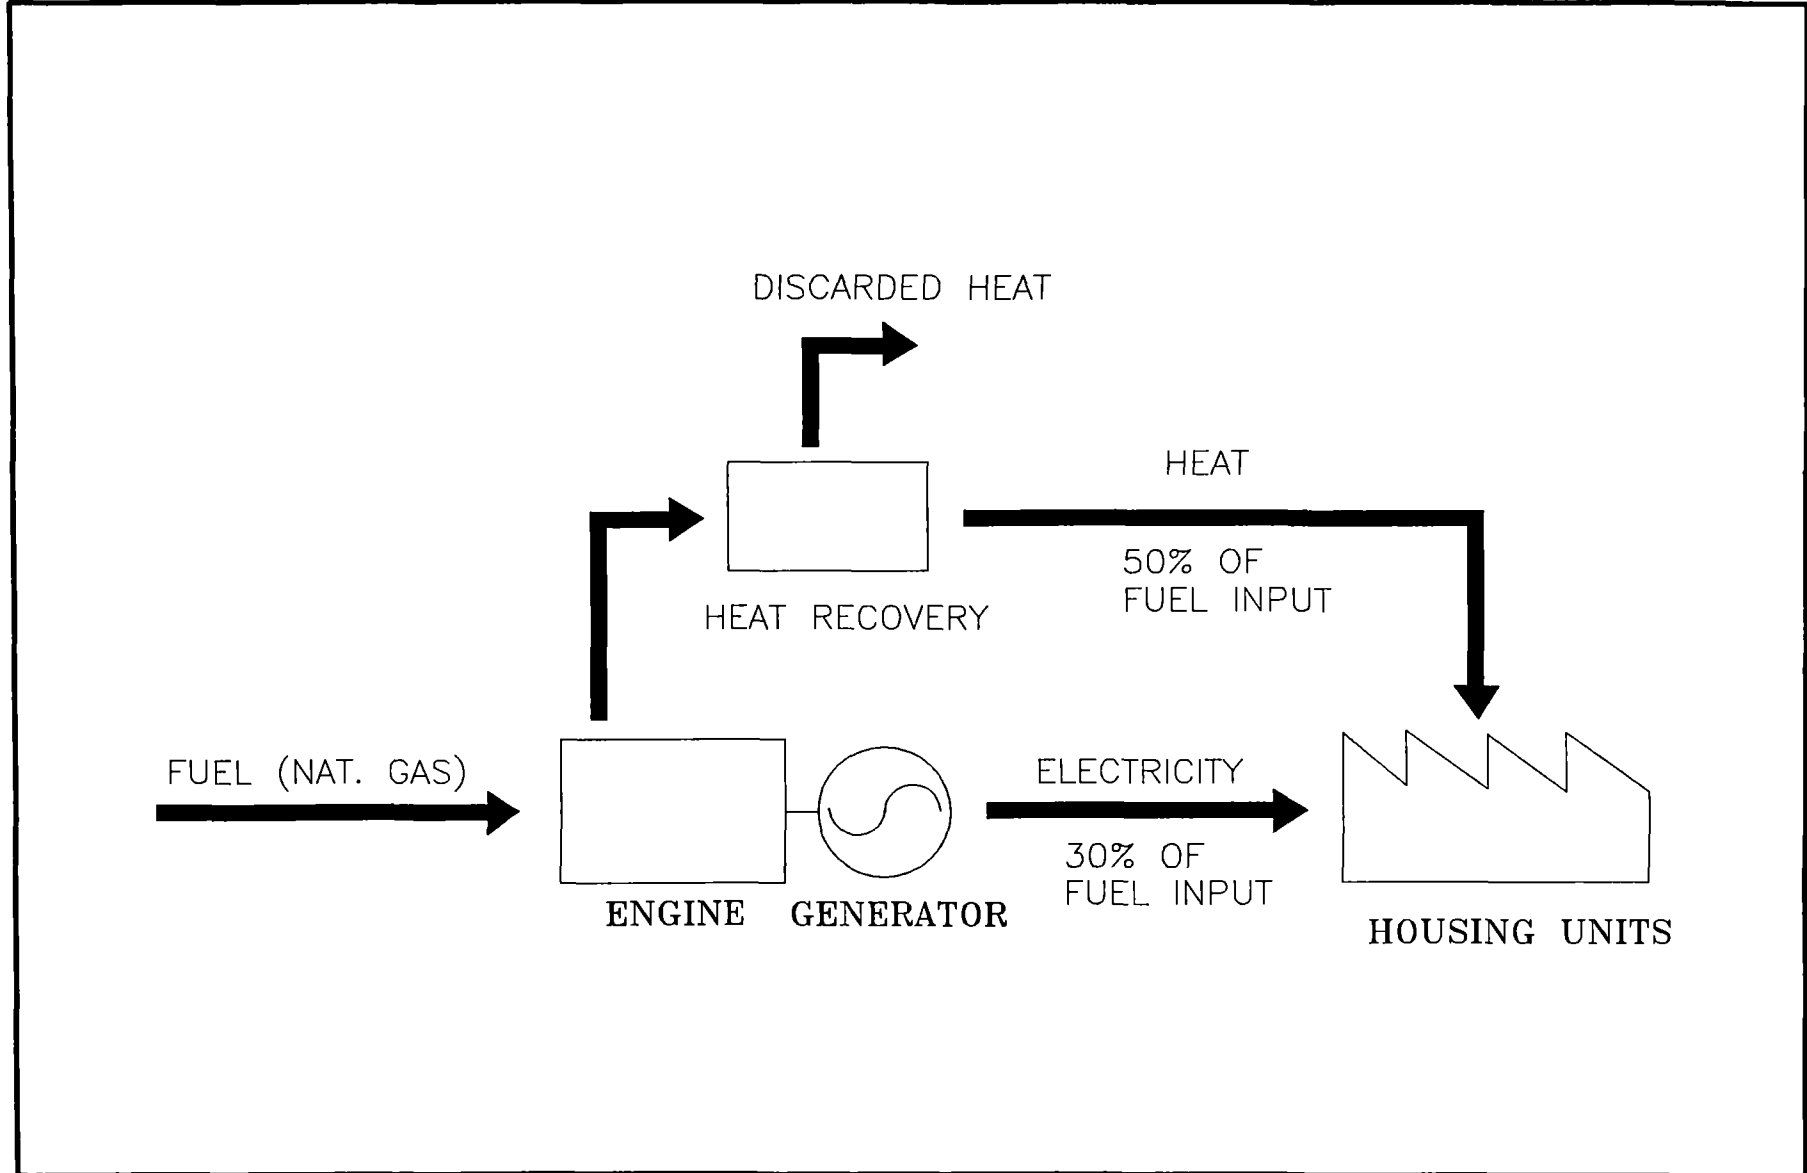 DISCARDED HEAT
HEAT
50% OF
FUEL INPUT
HEAT RECOVERY
FUEL (NAT. GAS)
ELECTRICITY
30% OF
FUEL INPUT
ENGINE
GENERATOR
HOUSING UNITS